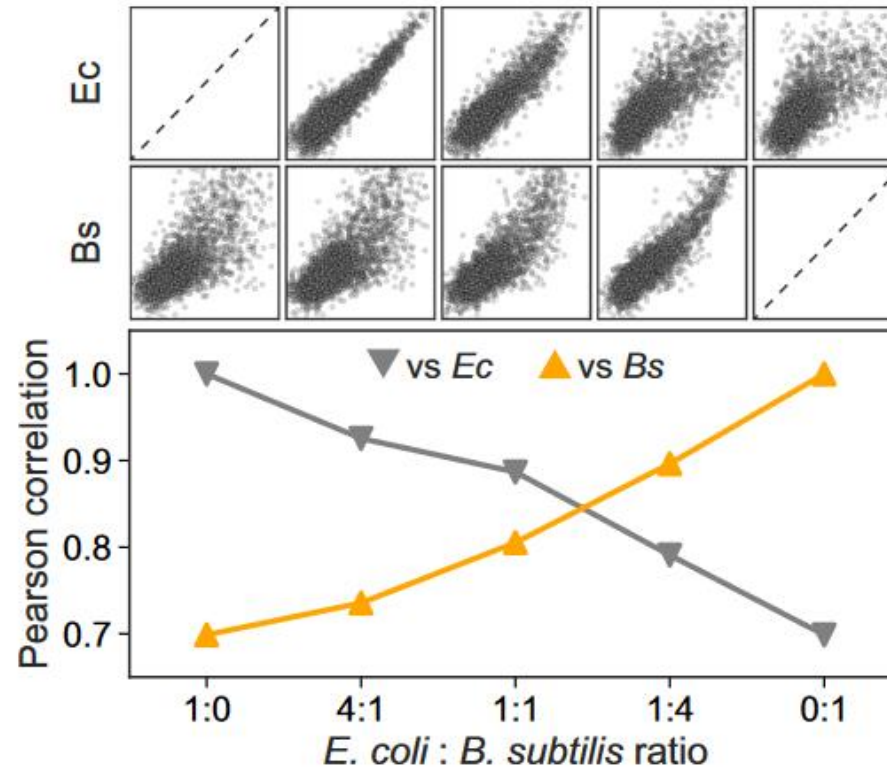 Ec
Bs
vs Ec vs Bs
Pearson correlation
1.0
0.9
0.8
0.7
1:0 4:1 1:1 1:4 0:1
E. coli : B. subtilis ratio